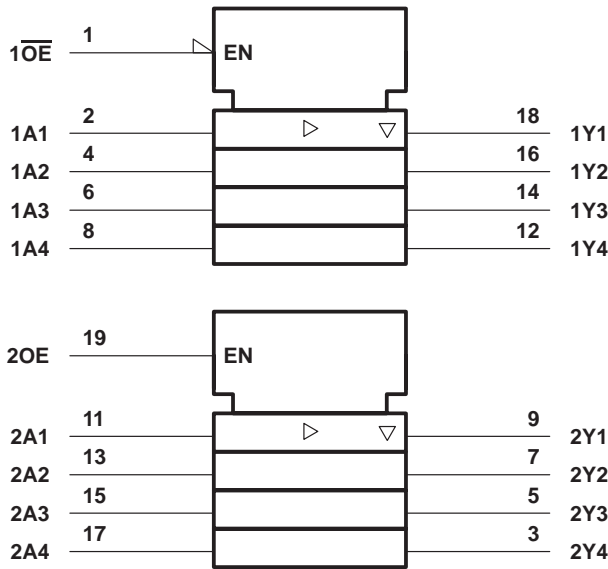 1
1O̅E̅ EN
2 18
1A1 1Y1
4 16
1A2 1Y2
6 14
1A3 1Y3
8 12
1A4 1Y4
19
2OE EN
11 9
2A1 2Y1
13 7
2A2 2Y2
15 5
2A3 2Y3
17 3
2A4 2Y4